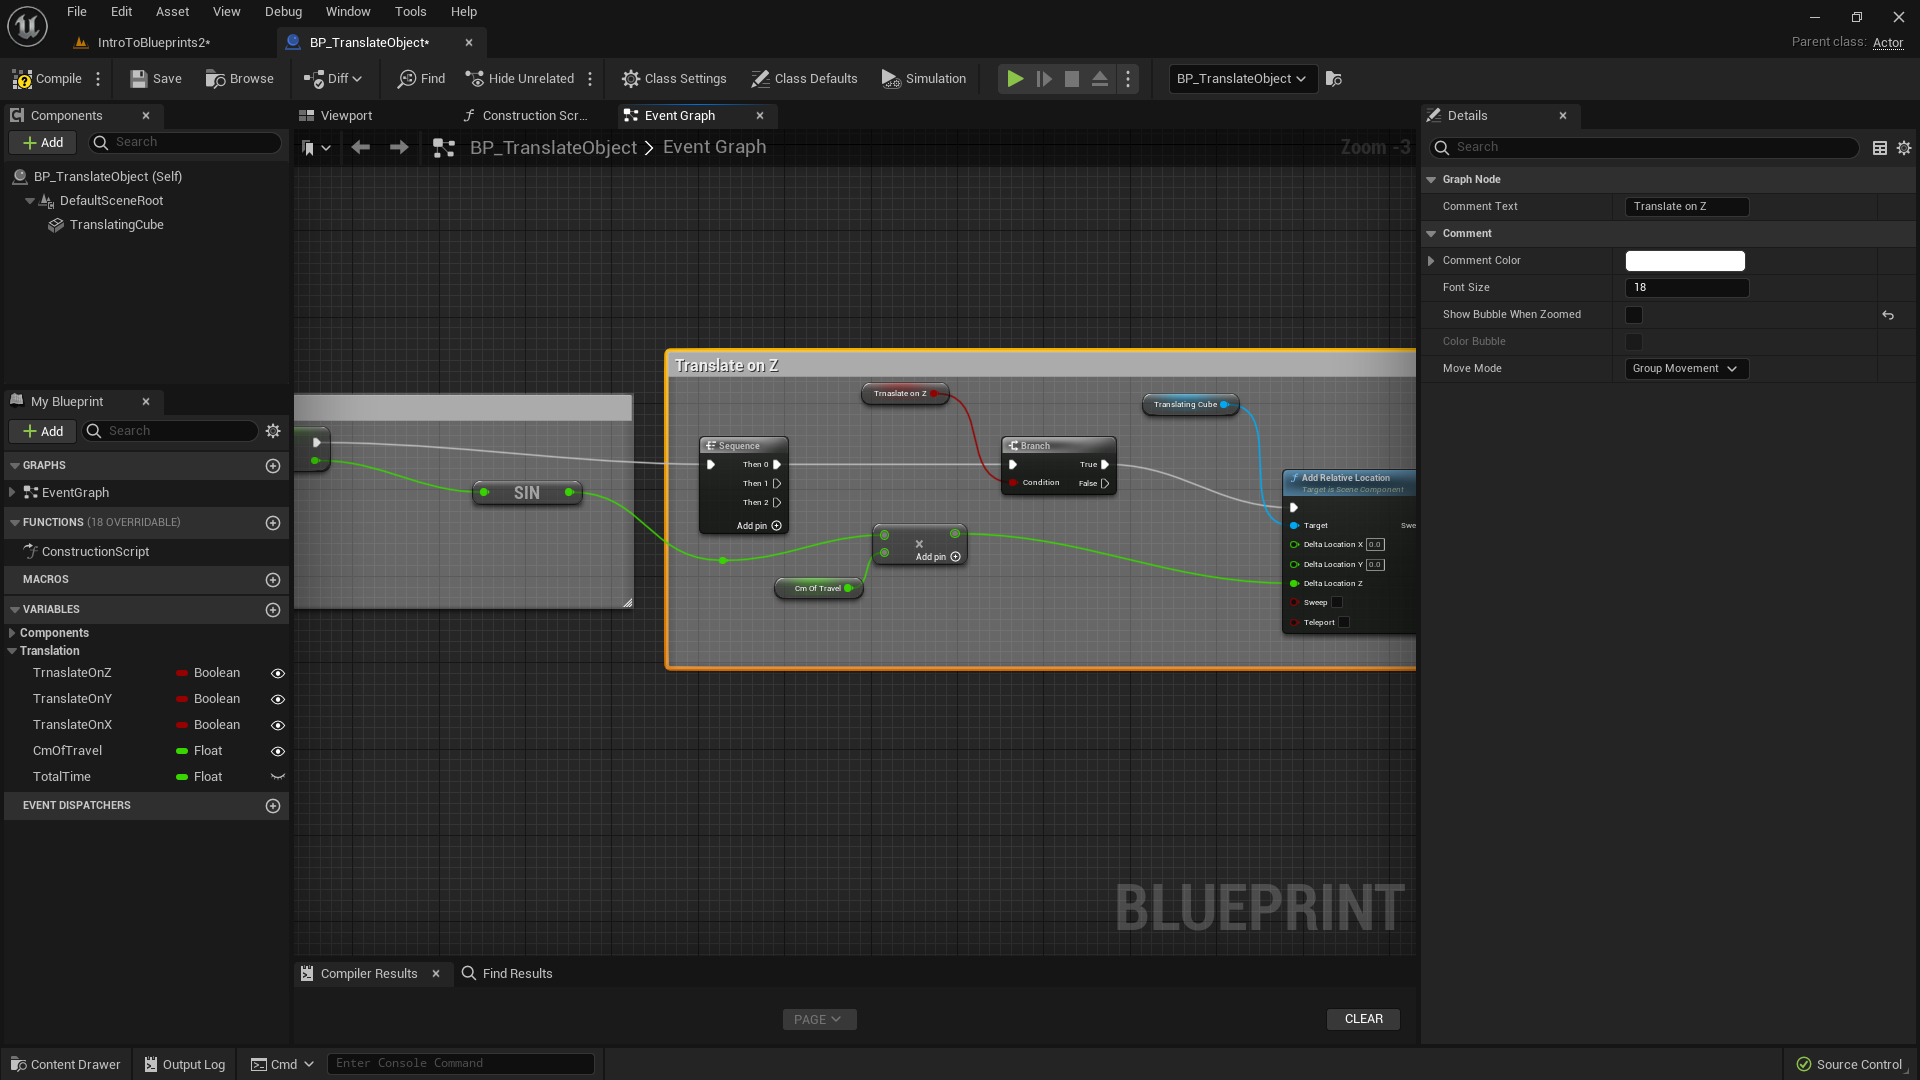 File Edit Asset View Debug Window Tools Help
IntroToBlueprints2* BP_TranslateObject*
Parent class: Actor
Compile Save Browse Diff Find Hide Unrelated Class Settings Class Defaults Simulation BP_TranslateObject
Components
Add Search
BP_TranslateObject (Self)
DefaultSceneRoot
TranslatingCube
My Blueprint
Add Search
GRAPHS
EventGraph
FUNCTIONS (18 OVERRIDABLE)
ConstructionScript
MACROS
VARIABLES
Components
Translation
TrnaslateOnZ Boolean
TranslateOnY Boolean
TranslateOnX Boolean
CmOfTravel Float
TotalTime Float
EVENT DISPATCHERS
Viewport Construction Scr... Event Graph
BP_TranslateObject > Event Graph Zoom -3
Translate on Z
Trnaslate on Z
Translating Cube
Sequence
Then 0
Then 1
Then 2
Add pin
Branch
True
Condition False
SIN
×
Add pin
Cm Of Travel
Add Relative Location
Target is Scene Component
Target Swe
Delta Location X 0.0
Delta Location Y 0.0
Delta Location Z
Sweep
Teleport
BLUEPRINT
Compiler Results Find Results
PAGE CLEAR
Details
Search
Graph Node
Comment Text Translate on Z
Comment
Comment Color
Font Size 18
Show Bubble When Zoomed
Color Bubble
Move Mode Group Movement
Content Drawer Output Log Cmd Enter Console Command Source Control